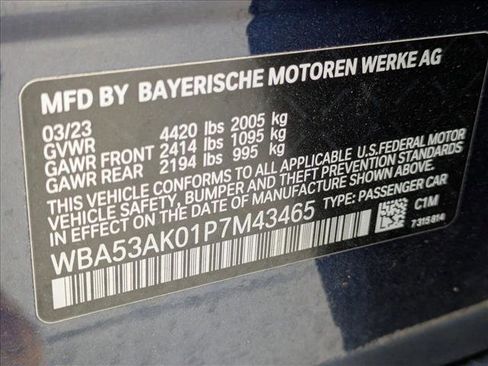 MFD BY BAYERISCHE MOTOREN WERKE AG
03/23 4420 lbs 2005 kg
GVWR 2414 lbs 1095 kg
GAWR FRONT 2194 lbs 995 kg
GAWR REAR
THIS VEHICLE CONFORMS TO ALL APPLICABLE U.S.FEDERAL MOTOR
VEHICLE SAFETY, BUMPER AND THEFT PREVENTION STANDARDS
IN EFFECT ON THE DATE OF MANUFACTURE SHOWN ABOVE.
WBA53AK01P7M43465 TYPE: PASSENGER CAR
C1M
7315814